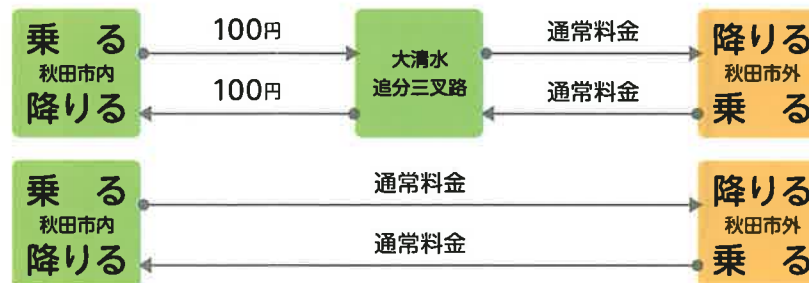 乗る
秋田市内
降りる
100円
100円
大清水
追分三叉路
通常料金
通常料金
降りる
秋田市外
乗る
乗る
秋田市内
降りる
通常料金
通常料金
降りる
秋田市外
乗る